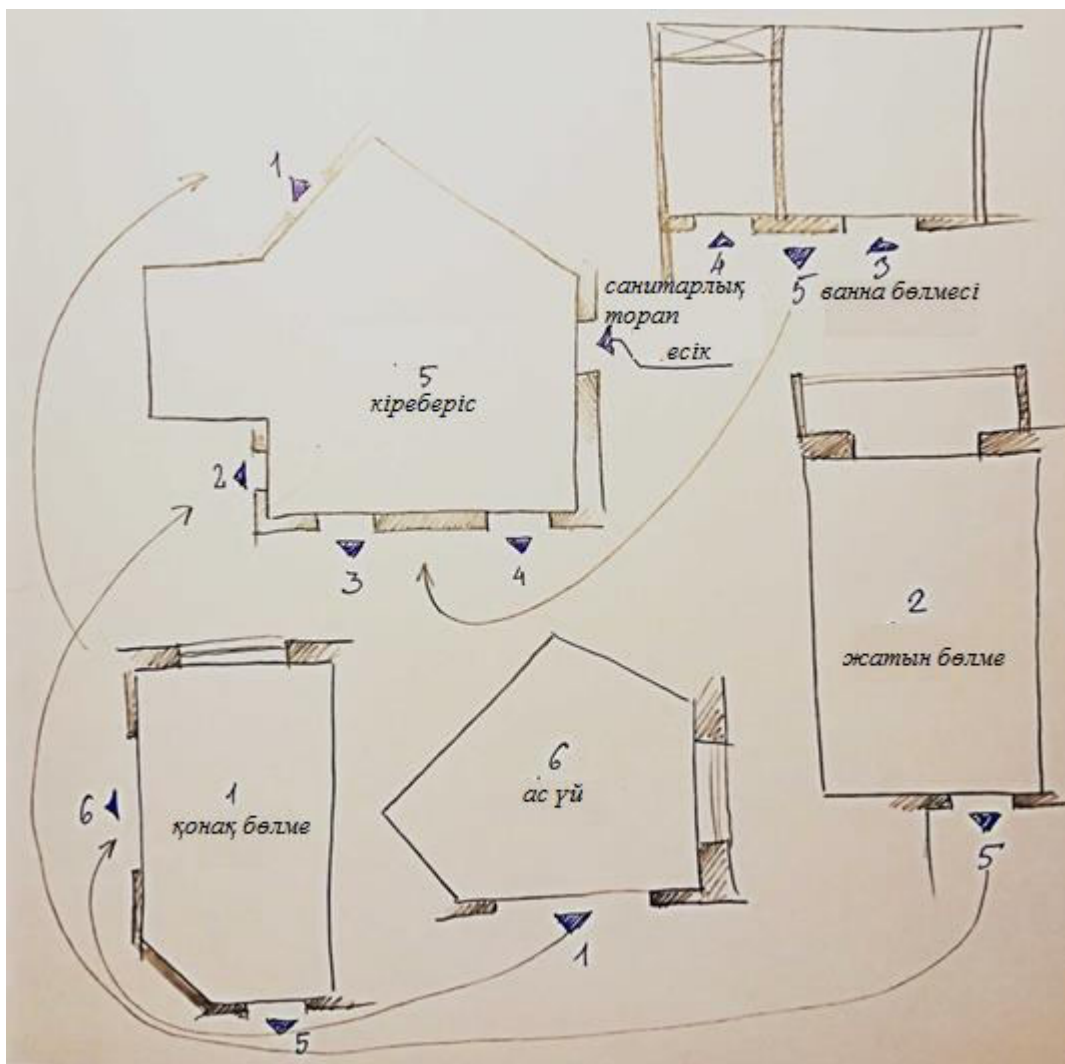 1
4
3
санитарлық
5
ванна бөлмесі
торап
есік
5
кіреберіс
2
3
4
2
жатын бөлме
6
ас үй
1
қонақ бөлме
6
5
1
5